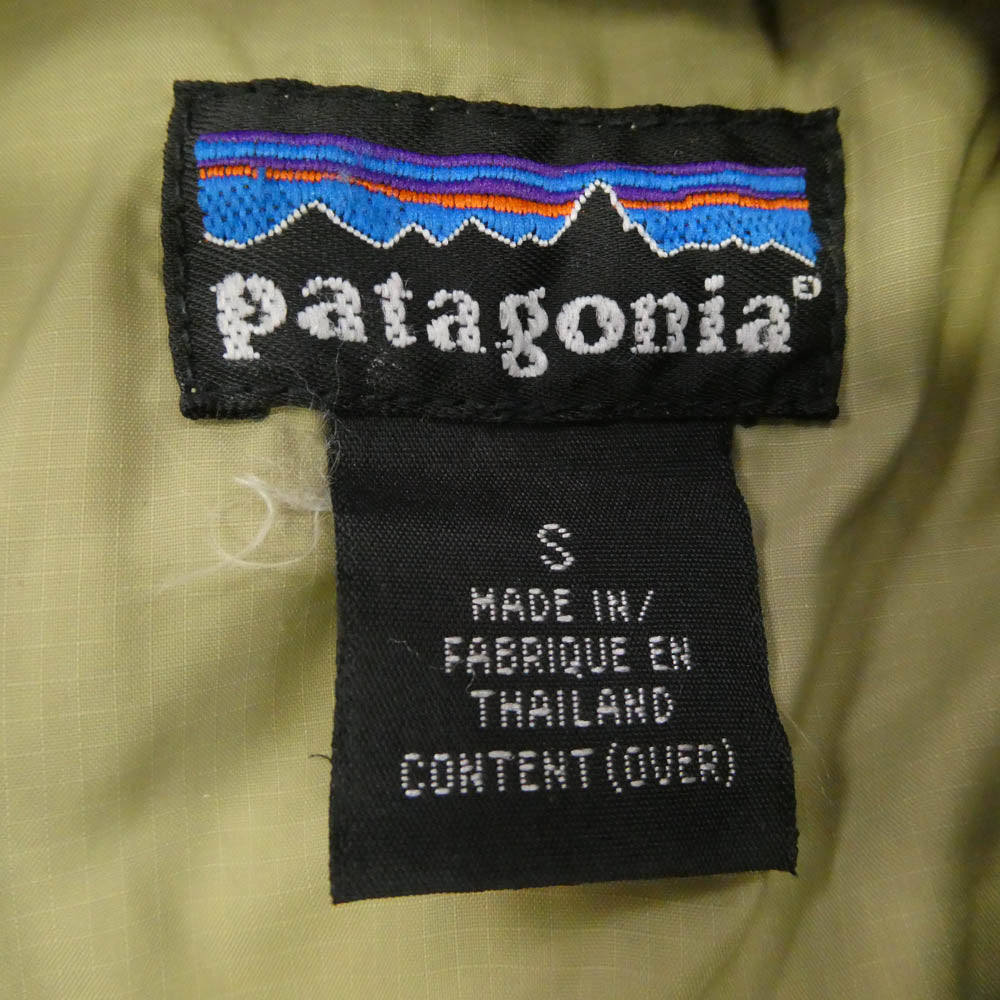 patagonia®
S
MADE IN/
FABRIQUE EN
THAILAND
CONTENT (OVER)